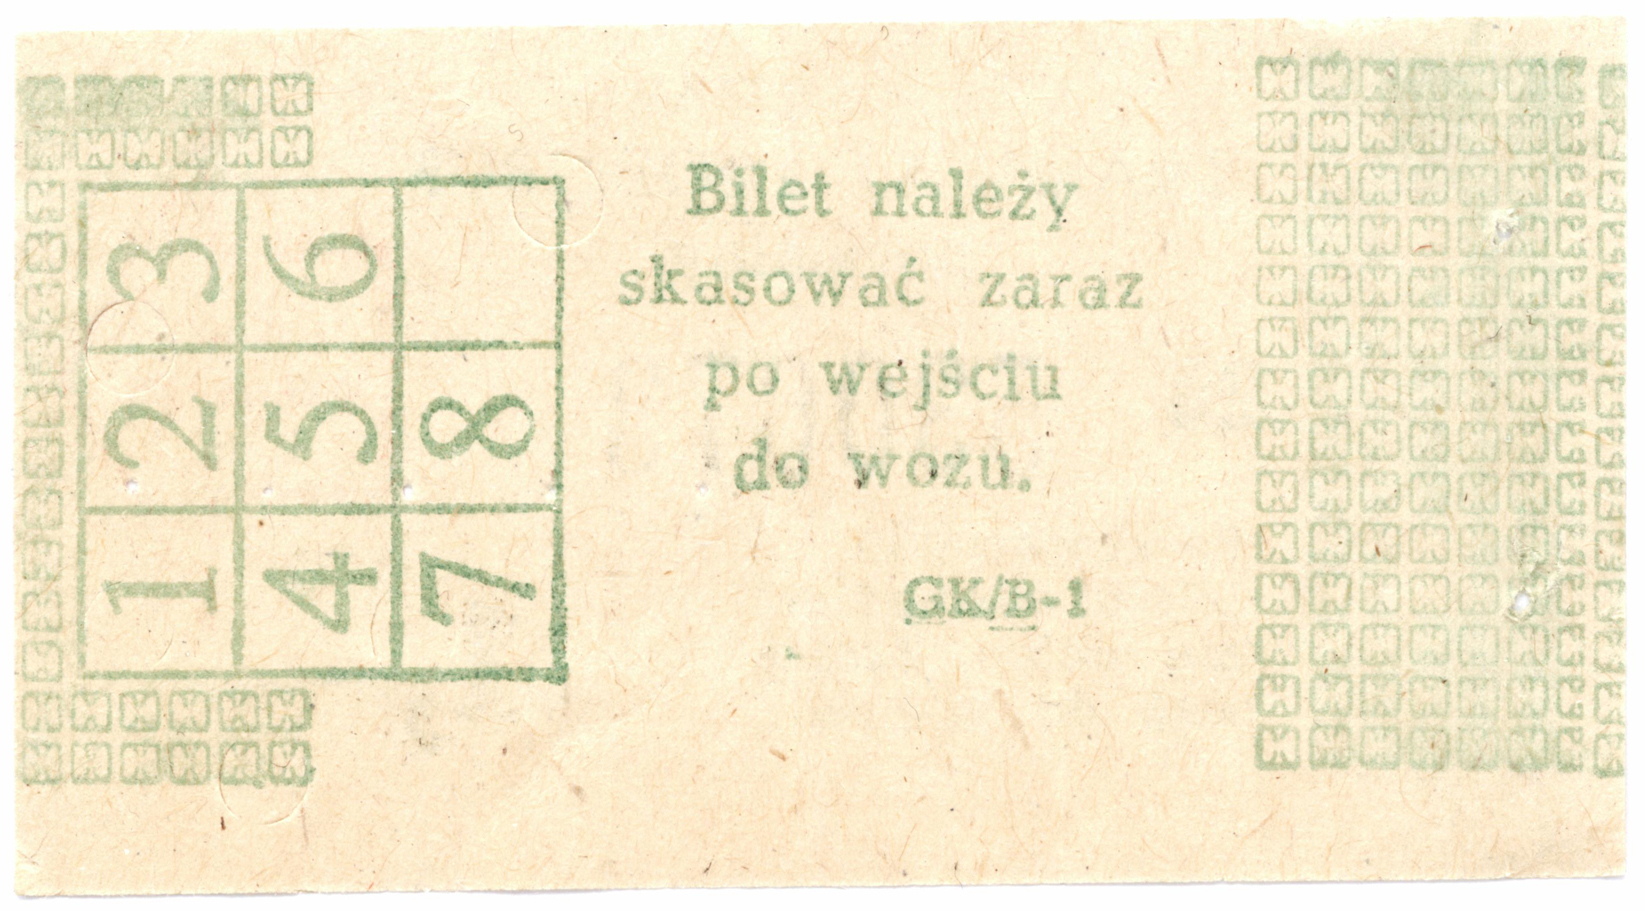 3 6
2 5 8
1 4 7
Bilet należy
skasować zaraz
po wejściu
do wozu.
GK/B-1